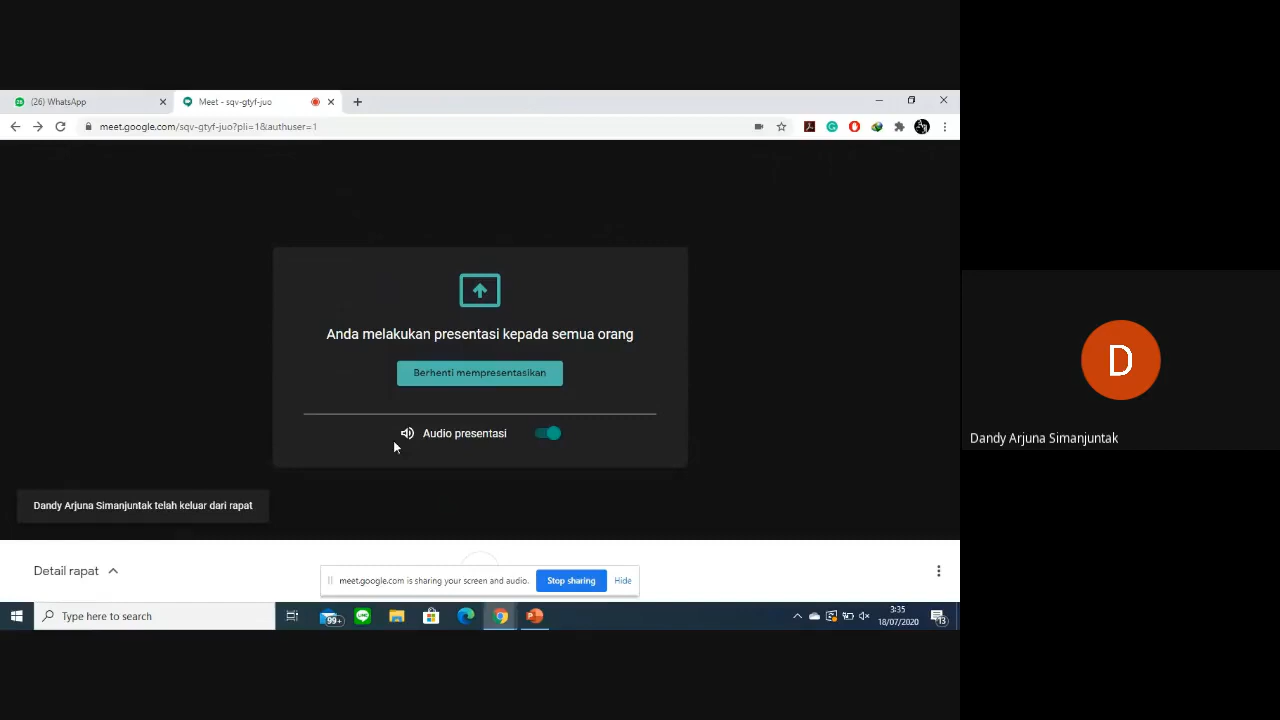 (26) WhatsApp
Meet - sqv-gtyf-juo
meet.google.com/sqv-gtyf-juo?pli=1&authuser=1
Anda melakukan presentasi kepada semua orang
Berhenti mempresentasikan
Audio presentasi
D
Dandy Arjuna Simanjuntak
Dandy Arjuna Simanjuntak telah keluar dari rapat
Detail rapat
meet.google.com is sharing your screen and audio.
Stop sharing
Hide
Type here to search
99+
3:35
18/07/2020
13